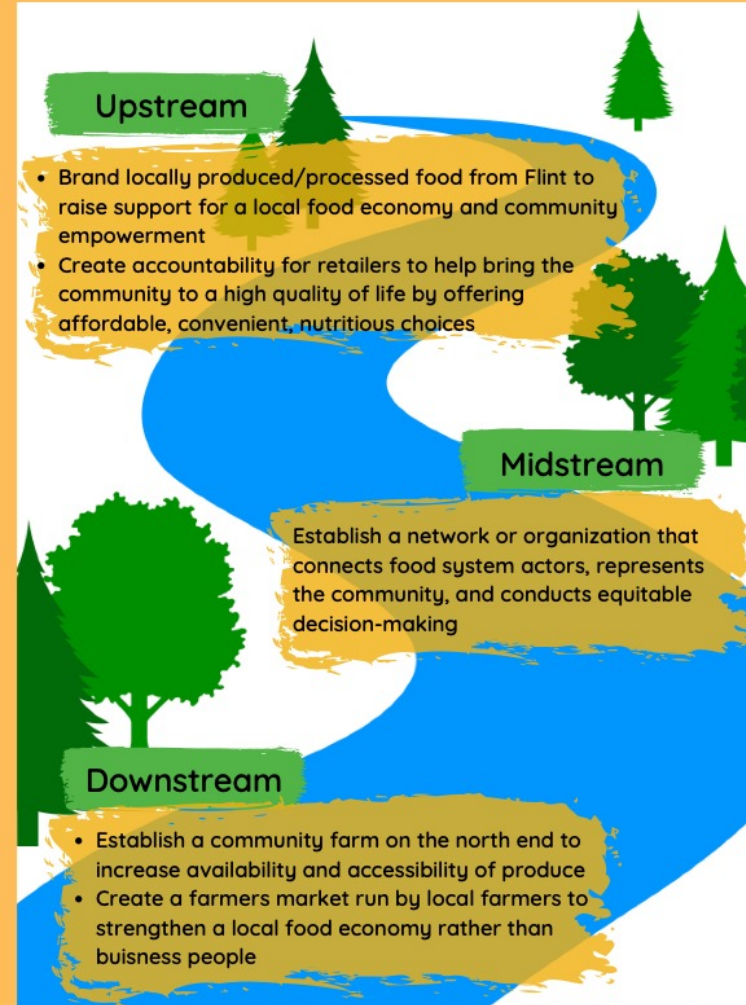 Upstream
• Brand locally produced/processed food from Flint to
raise support for a local food economy and community
empowerment
• Create accountability for retailers to help bring the
community to a high quality of life by offering
affordable, convenient, nutritious choices
Midstream
Establish a network or organization that
connects food system actors, represents
the community, and conducts equitable
decision-making
Downstream
• Establish a community farm on the north end to
increase availability and accessibility of produce
• Create a farmers market run by local farmers to
strengthen a local food economy rather than
buisness people